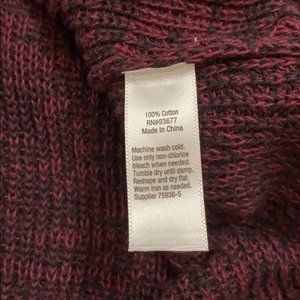 100% Cotton
RN#93677
Made In China
Machine wash cold.
Use only non-chlorine
bleach when needed.
Tumble dry until damp.
Reshape and dry flat.
Warm iron as needed.
Supplier 75936-5